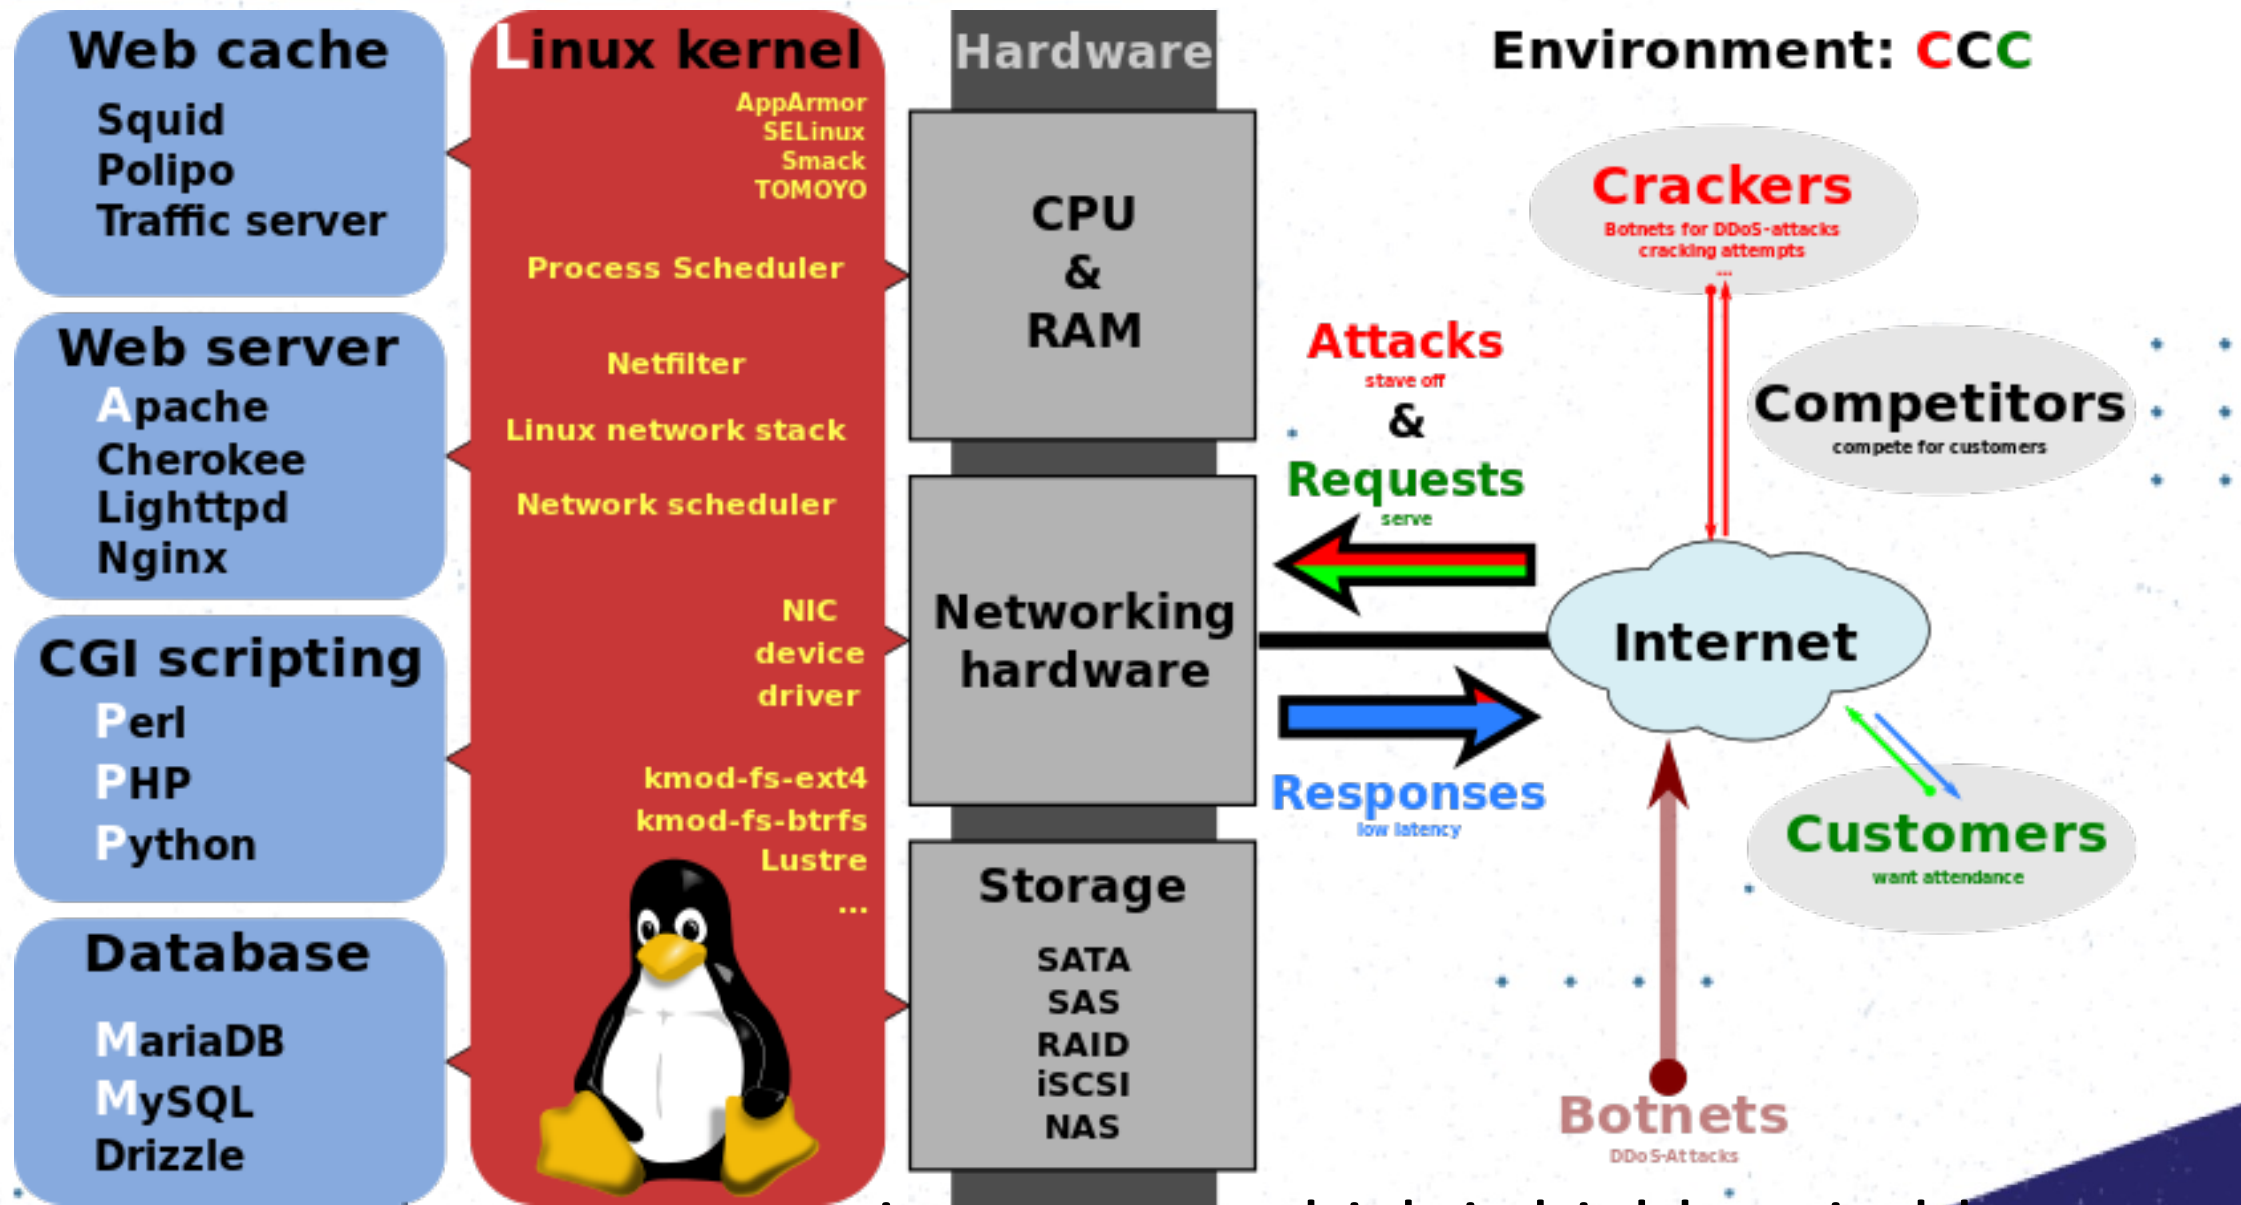 Web cache
Squid
Polipo
Traffic server
Web server
Apache
Cherokee
Lighttpd
Nginx
CGI scripting
Perl
PHP
Python
Database
MariaDB
MySQL
Drizzle
Linux kernel
AppArmor
SELinux
Smack
TOMOYO
Process Scheduler
Netfilter
Linux network stack
Network scheduler
NIC
device
driver
kmod-fs-ext4
kmod-fs-btrfs
Lustre
...
Hardware
CPU
&
RAM
Networking
hardware
Storage
SATA
SAS
RAID
iSCSI
NAS
Environment: CCC
Crackers
Botnets for DDoS-attacks
cracking attempts
...
Attacks
stave off
&
Requests
serve
Competitors
compete for customers
Internet
Responses
low latency
Customers
want attendance
Botnets
DDoS-Attacks